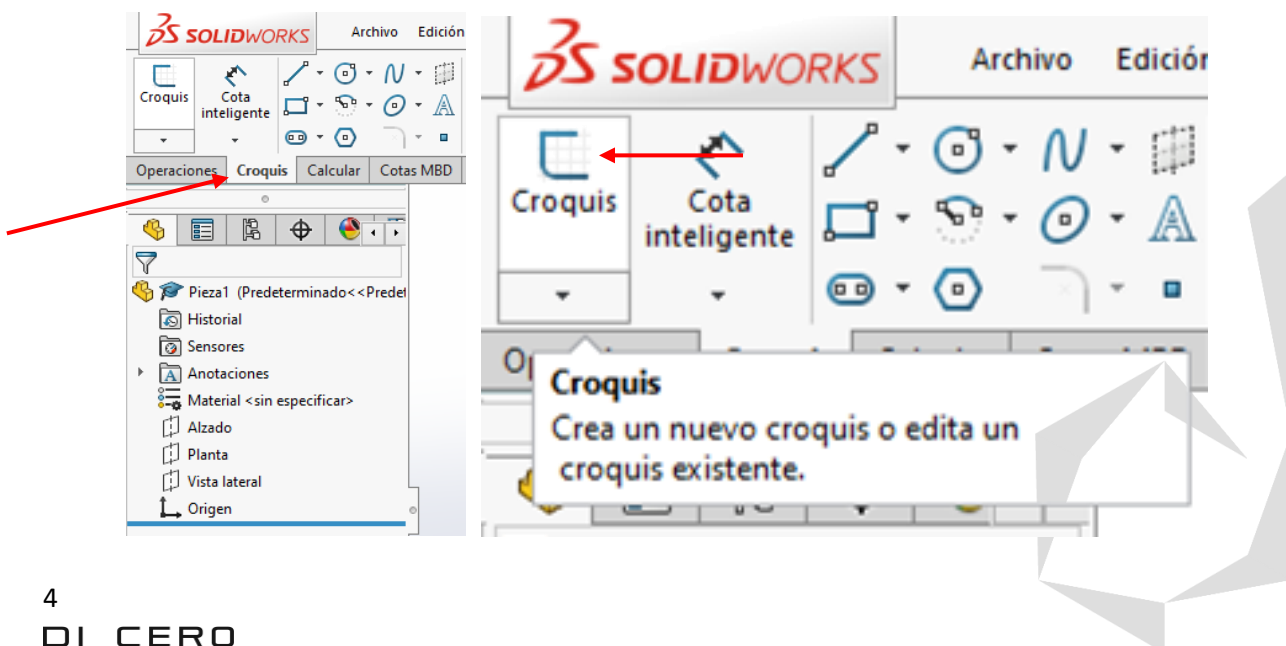 SOLIDWORKS Archivo Edición
Croquis Cota inteligente
Operaciones Croquis Calcular Cotas MBD
Pieza1 (Predeterminado<<Predet
Historial
Sensores
Anotaciones
Material <sin especificar>
Alzado
Planta
Vista lateral
Origen
SOLIDWORKS Archivo Edición
Croquis Cota
inteligente
Croquis
Crea un nuevo croquis o edita un
croquis existente.
4
DI CERO